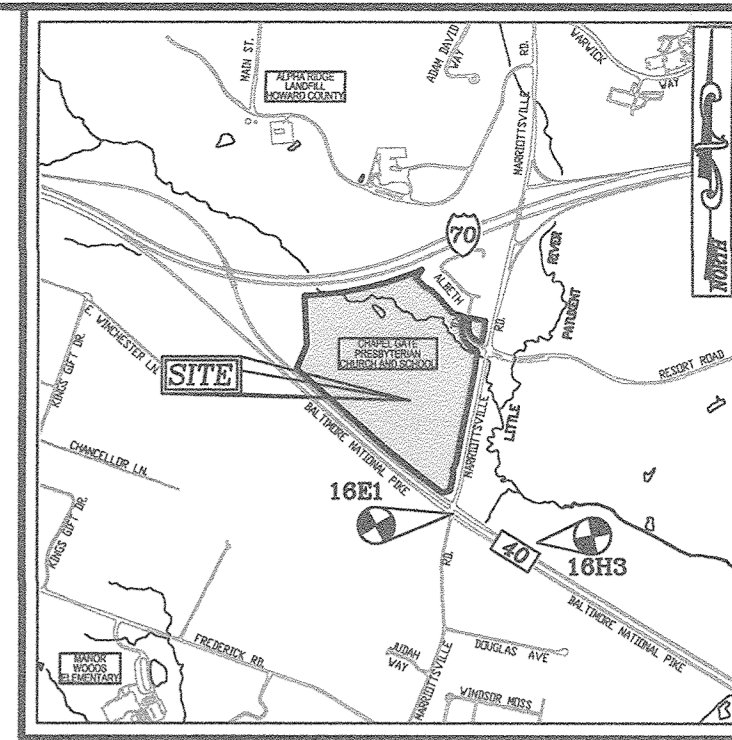 MAIN ST.
ALPHA RIDGE
LANDFILL
HOWARD COUNTY
ADAM DAVID
WAY
MARRIOTTSVILLE
RD.
WARWICK
WAY
NORTH
70
ALBETH
RD.
RIVER
PATUXENT
LITTLE
CHAPEL GATE
PRESBYTERIAN
CHURCH AND SCHOOL
SITE
E. WINCHESTER LN.
KINGS GIFT DR.
RESORT ROAD
MARRIOTTSVILLE
BALTIMORE NATIONAL PIKE
CHANCELLOR LN.
KINGS GIFT DR.
16E1
40
16H3
BALTIMORE NATIONAL PIKE
RD.
FREDERICK RD.
JUDAH
WAY
DOUGLAS AVE
MARRIOTTSVILLE
WINDSOR MOSS
MANOR
WOODS
ELEMENTARY